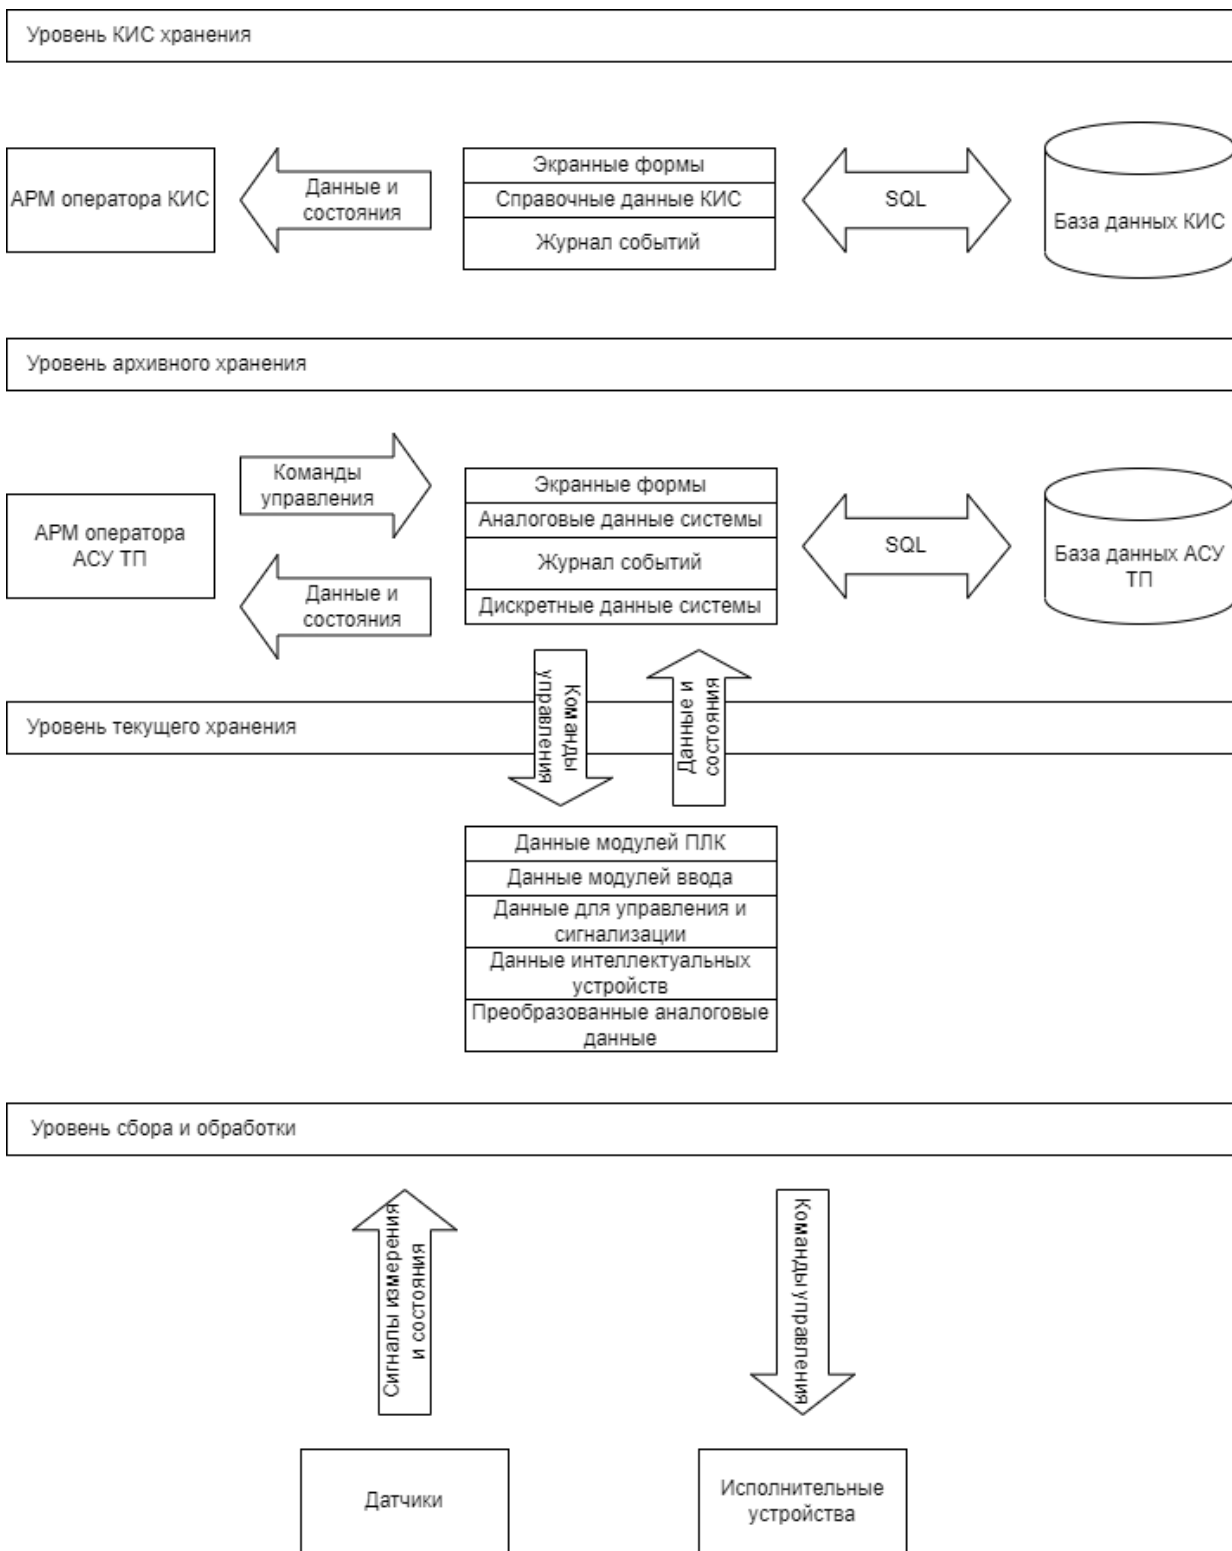 Уровень КИС хранения
АРМ оператора КИС
Данные и
состояния
Экранные формы
Справочные данные КИС
Журнал событий
SQL
База данных КИС
Уровень архивного хранения
АРМ оператора
АСУ ТП
Команды
управления
Данные и
состояния
Экранные формы
Аналоговые данные системы
Журнал событий
Дискретные данные системы
SQL
База данных АСУ
ТП
Команды
управления
Данные и
состояния
Уровень текущего хранения
Данные модулей ПЛК
Данные модулей ввода
Данные для управления и
сигнализации
Данные интеллектуальных
устройств
Преобразованные аналоговые
данные
Уровень сбора и обработки
Сигналы измерения
и состояния
Команды управления
Датчики
Исполнительные
устройства